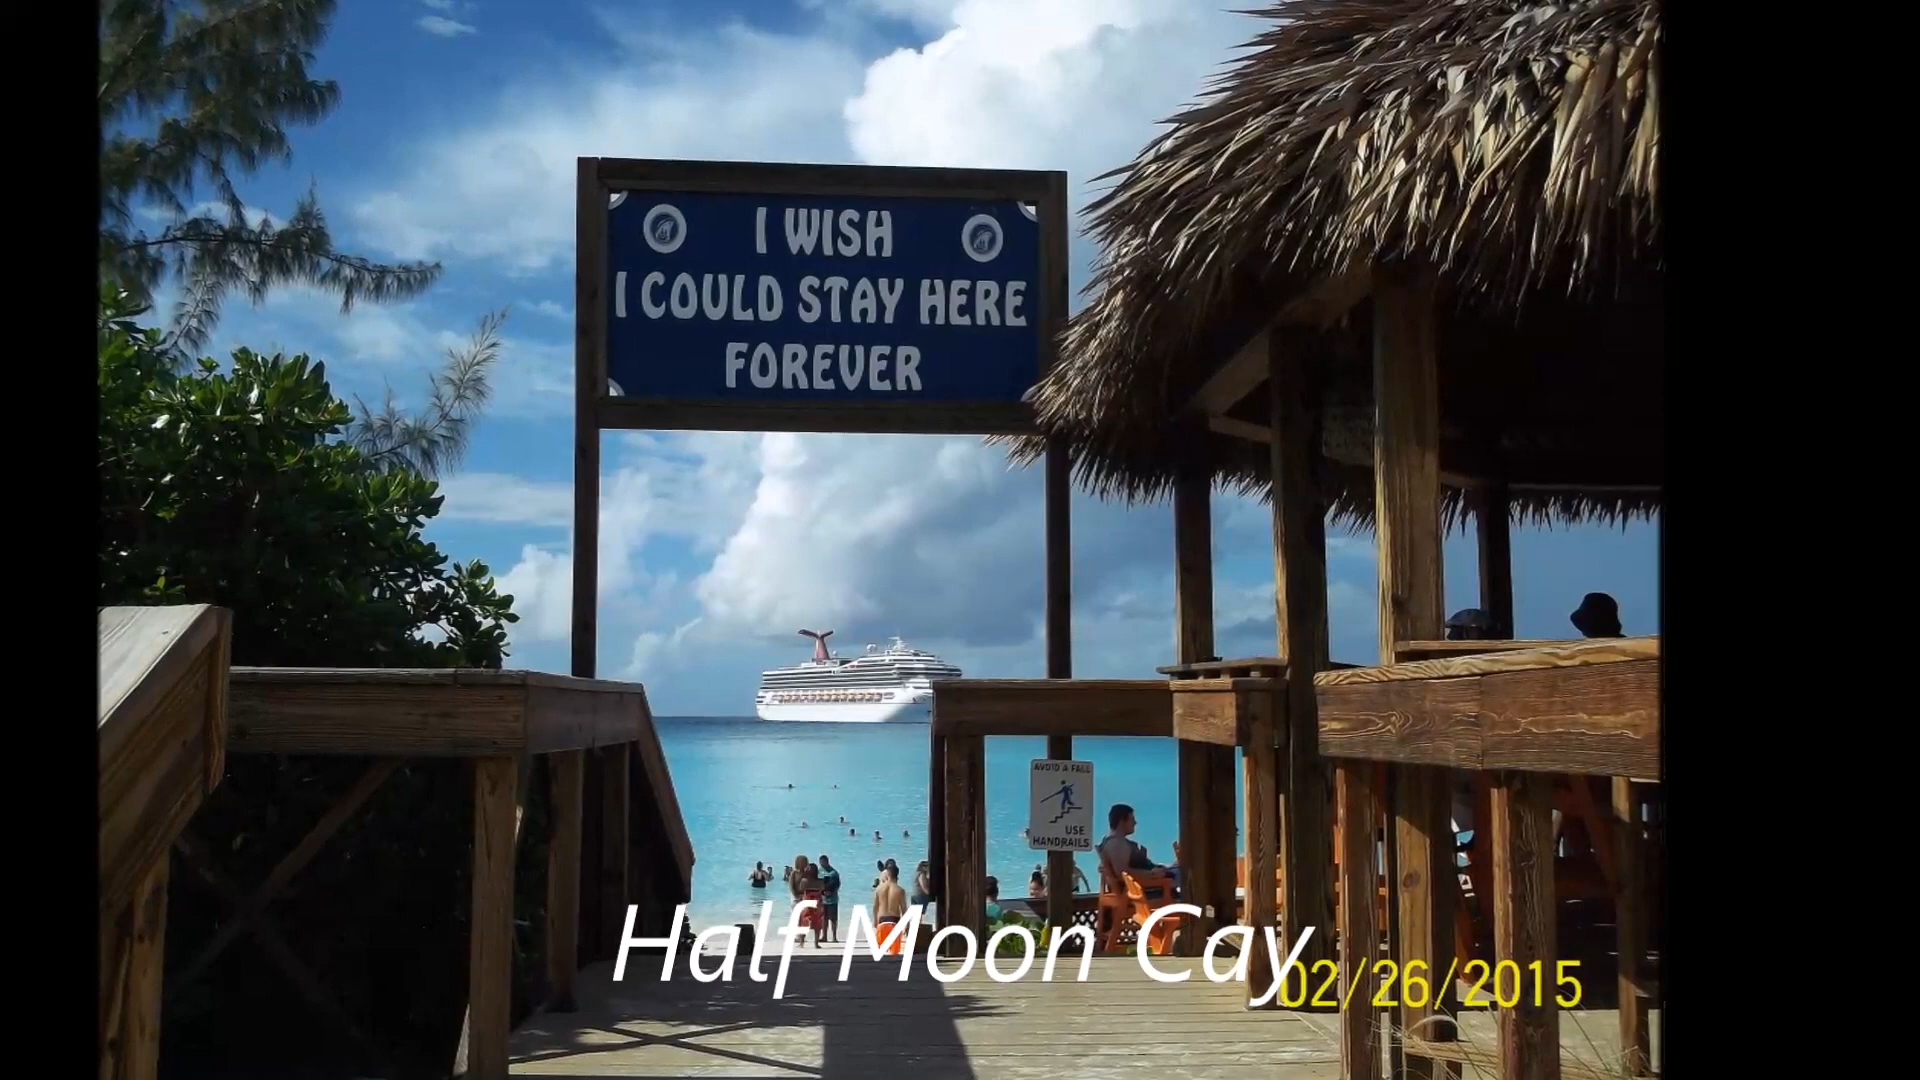 I WISH
I COULD STAY HERE
FOREVER
AVOID A FALL
USE
HANDRAILS
Half Moon Cay
02/26/2015